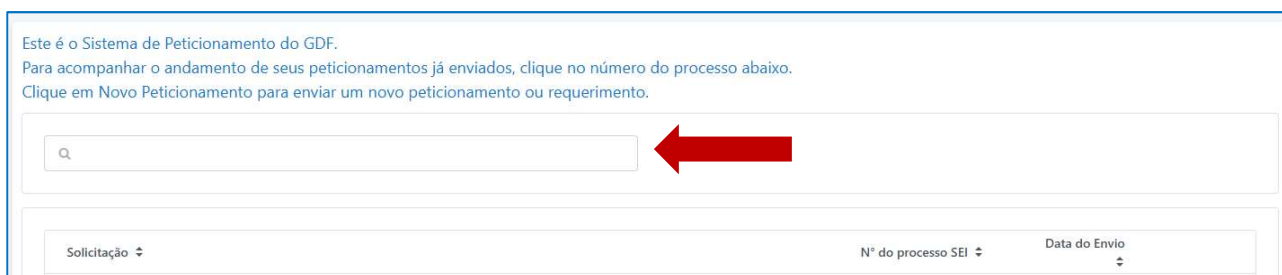 Este é o Sistema de Peticionamento do GDF.
Para acompanhar o andamento de seus peticionamentos já enviados, clique no número do processo abaixo.
Clique em Novo Peticionamento para enviar um novo peticionamento ou requerimento.
Solicitação
N° do processo SEI
Data do Envio